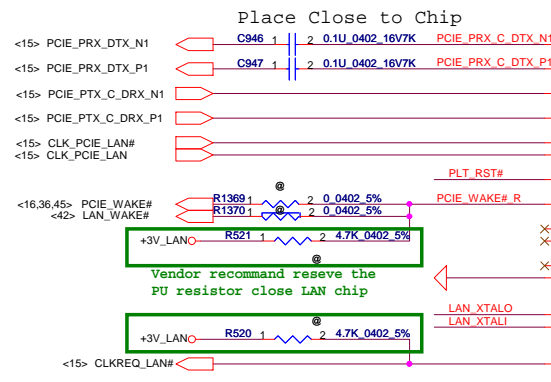 Place Close to Chip
<15> PCIE_PRX_DTX_N1 C946 1 2 0.1U_0402_16V7K PCIE_PRX_C_DTX_N1
<15> PCIE_PRX_DTX_P1 C947 1 2 0.1U_0402_16V7K PCIE_PRX_C_DTX_P1
<15> PCIE_PTX_C_DRX_N1
<15> PCIE_PTX_C_DRX_P1
<15> CLK_PCIE_LAN#
<15> CLK_PCIE_LAN
PLT_RST#
@
<16,36,45> PCIE_WAKE# R1369 1 2 0_0402_5% PCIE_WAKE#_R
@
<42> LAN_WAKE# R1370 1 2 0_0402_5%
+3V_LAN R521 1 2 4.7K_0402_5%
@
Vendor recommand reseve the
PU resistor close LAN chip
LAN_XTALO
LAN_XTALI
@
+3V_LAN R520 1 2 4.7K_0402_5%
<15> CLKREQ_LAN#